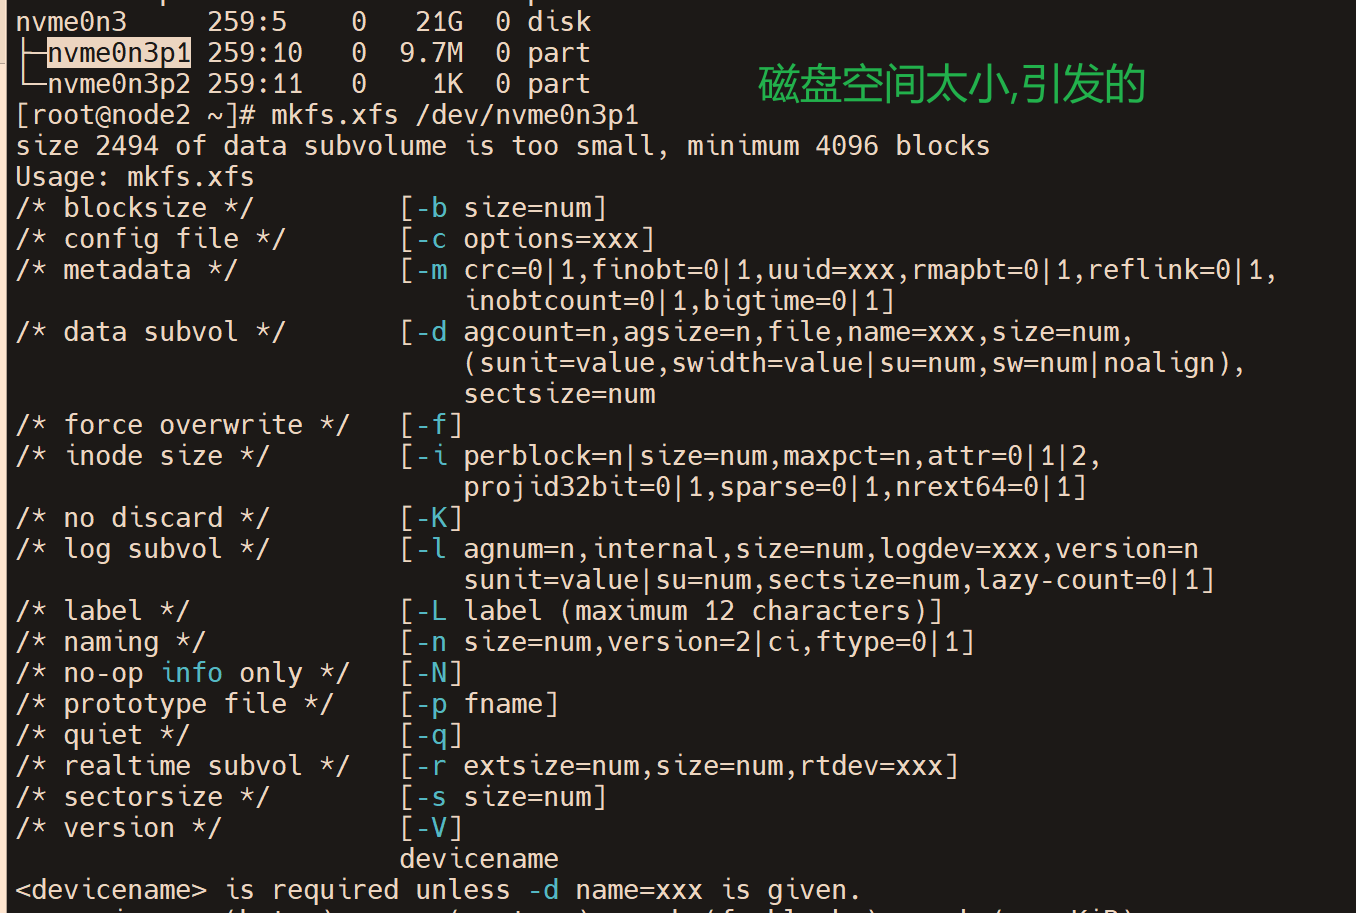 nvme0n3     259:5    0   21G  0 disk
├─nvme0n3p1 259:10   0  9.7M  0 part
└─nvme0n3p2 259:11   0    1K  0 part
磁盘空间太小,引发的
[root@node2 ~]# mkfs.xfs /dev/nvme0n3p1
size 2494 of data subvolume is too small, minimum 4096 blocks
Usage: mkfs.xfs
/* blocksize */         [-b size=num]
/* config file */       [-c options=xxx]
/* metadata */          [-m crc=0|1,finobt=0|1,uuid=xxx,rmapbt=0|1,reflink=0|1,
                            inobtcount=0|1,bigtime=0|1]
/* data subvol */       [-d agcount=n,agsize=n,file,name=xxx,size=num,
                            (sunit=value,swidth=value|su=num,sw=num|noalign),
                            sectsize=num
/* force overwrite */   [-f]
/* inode size */        [-i perblock=n|size=num,maxpct=n,attr=0|1|2,
                            projid32bit=0|1,sparse=0|1,nrext64=0|1]
/* no discard */        [-K]
/* log subvol */        [-l agnum=n,internal,size=num,logdev=xxx,version=n
                            sunit=value|su=num,sectsize=num,lazy-count=0|1]
/* label */             [-L label (maximum 12 characters)]
/* naming */            [-n size=num,version=2|ci,ftype=0|1]
/* no-op info only */   [-N]
/* prototype file */    [-p fname]
/* quiet */             [-q]
/* realtime subvol */   [-r extsize=num,size=num,rtdev=xxx]
/* sectorsize */        [-s size=num]
/* version */           [-V]
                        devicename
<devicename> is required unless -d name=xxx is given.